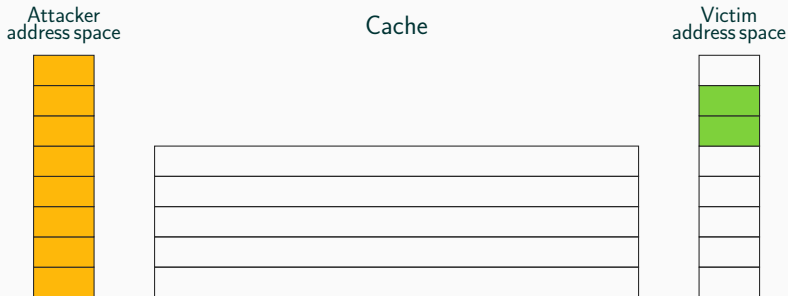 Attacker
address space
Cache
Victim
address space